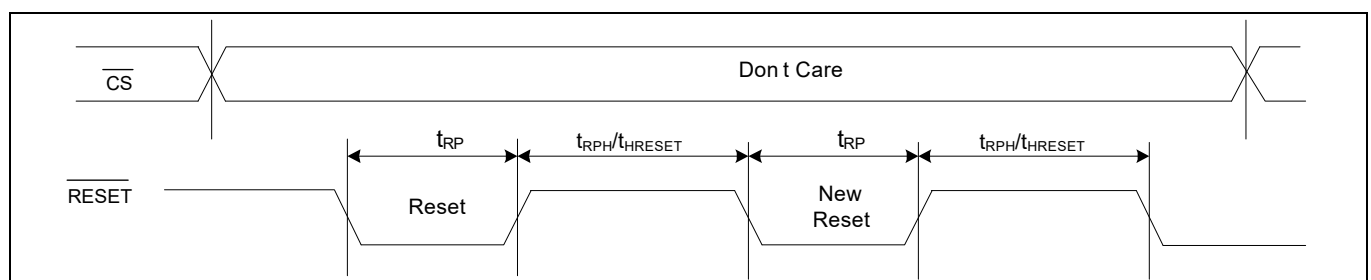 CS
Don t Care
tRP
tRPH/tHRESET
tRP
tRPH/tHRESET
RESET
Reset
New
Reset